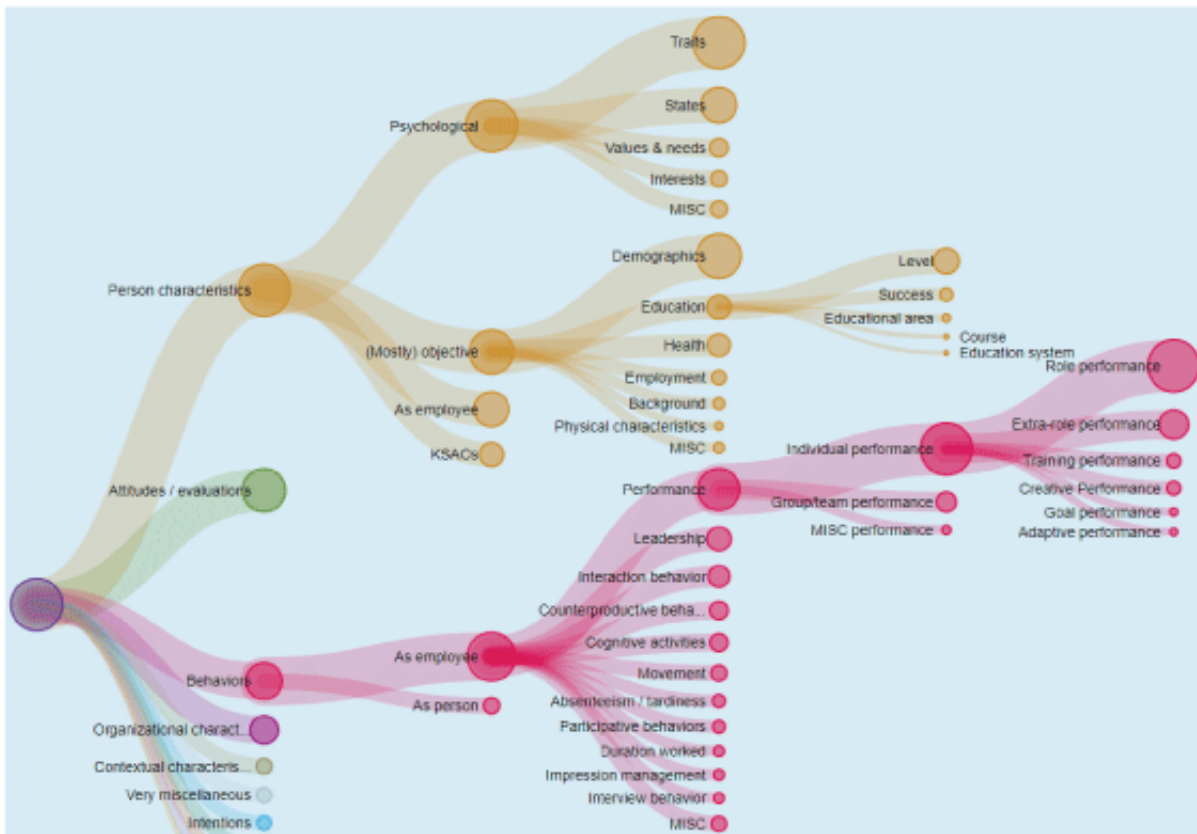 Traits
States
Psychological
Values & needs
Interests
MISC
Demographics
Level
Person characteristics
Success
Education
Educational area
Course
Education system
Health
(Mostly) objective
Role performance
Employment
Background
As employee
Physical characteristics
Extra-role performance
MISC
Individual performance
KSAOs
Training performance
Attitudes / evaluations
Performance
Creative Performance
Group/team performance
Goal performance
MISC performance
Adaptive performance
Leadership
Interaction behavior
Counterproductive beha...
Cognitive activities
As employee
Movement
Behaviors
Absenteeism / tardiness
As person
Participative behaviors
Organizational charact...
Duration worked
Contextual characteris...
Impression management
Very miscellaneous
Interview behavior
Intentions
MISC